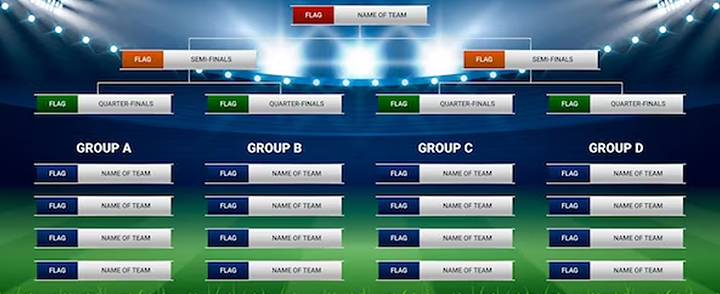 FLAG NAME OF TEAM
FLAG SEMI-FINALS FLAG SEMI-FINALS
FLAG QUARTER-FINALS FLAG QUARTER-FINALS FLAG QUARTER-FINALS FLAG QUARTER-FINALS
GROUP A GROUP B GROUP C GROUP D
FLAG NAME OF TEAM FLAG NAME OF TEAM FLAG NAME OF TEAM FLAG NAME OF TEAM
FLAG NAME OF TEAM FLAG NAME OF TEAM FLAG NAME OF TEAM FLAG NAME OF TEAM
FLAG NAME OF TEAM FLAG NAME OF TEAM FLAG NAME OF TEAM FLAG NAME OF TEAM
FLAG NAME OF TEAM FLAG NAME OF TEAM FLAG NAME OF TEAM FLAG NAME OF TEAM